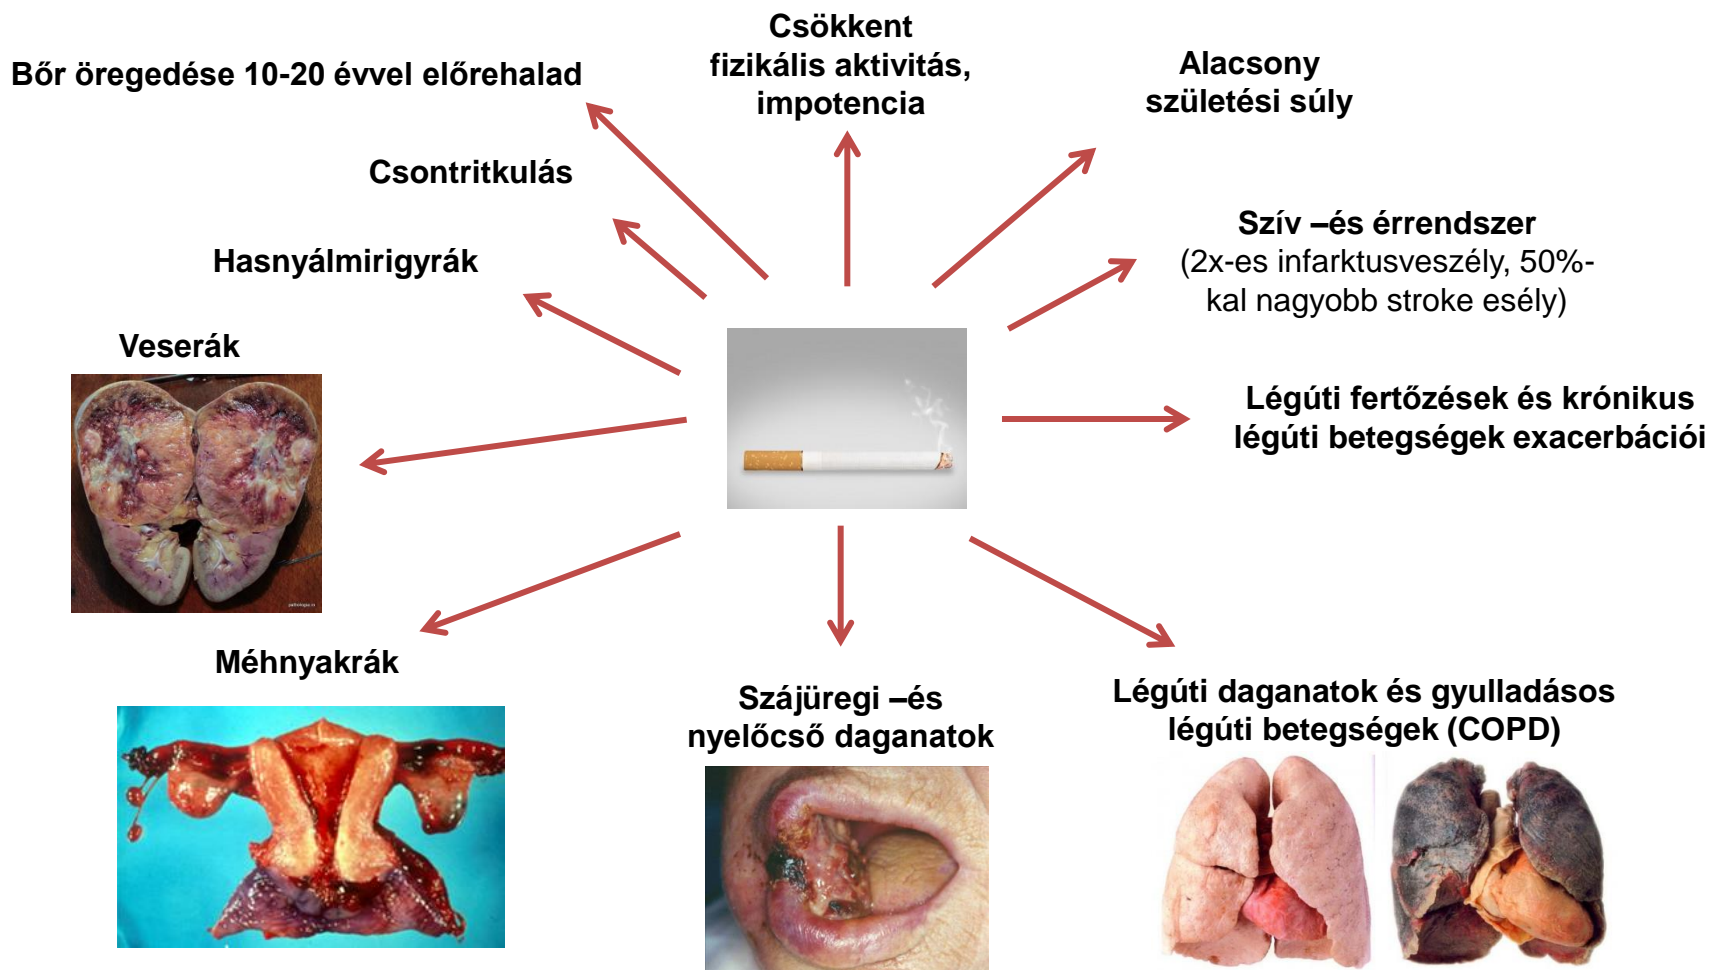 Csökkent
fizikális aktivitás,
impotencia
Bőr öregedése 10-20 évvel előrehalad
Alacsony
születési súly
Csontritkulás
Hasnyálmirigyrák
Szív –és érrendszer
(2x-es infarktusveszély, 50%-
kal nagyobb stroke esély)
Veserák
Légúti fertőzések és krónikus
légúti betegségek exacerbációi
Méhnyakrák
Szájüregi –és
nyelőcső daganatok
Légúti daganatok és gyulladásos
légúti betegségek (COPD)